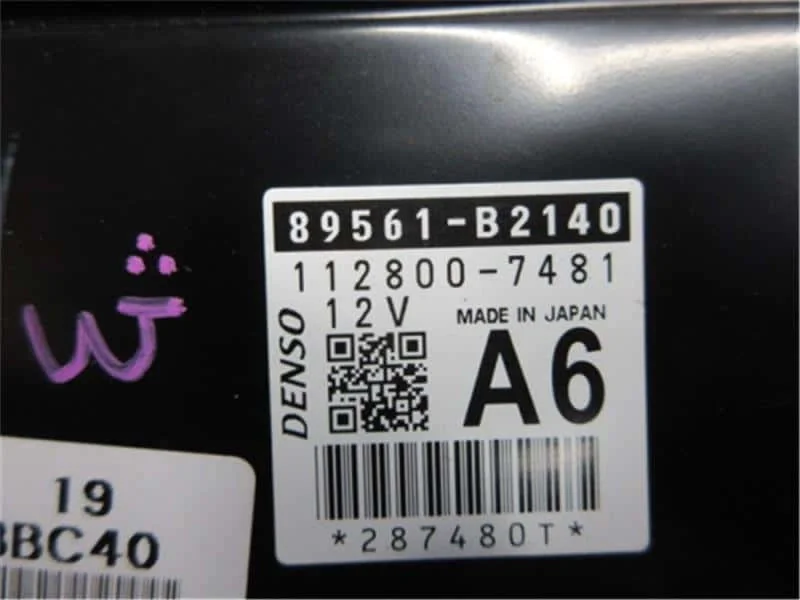 89561-B2140
112800-7481
12V
MADE IN JAPAN
DENSO
A6
*287480T*
19
BBC40